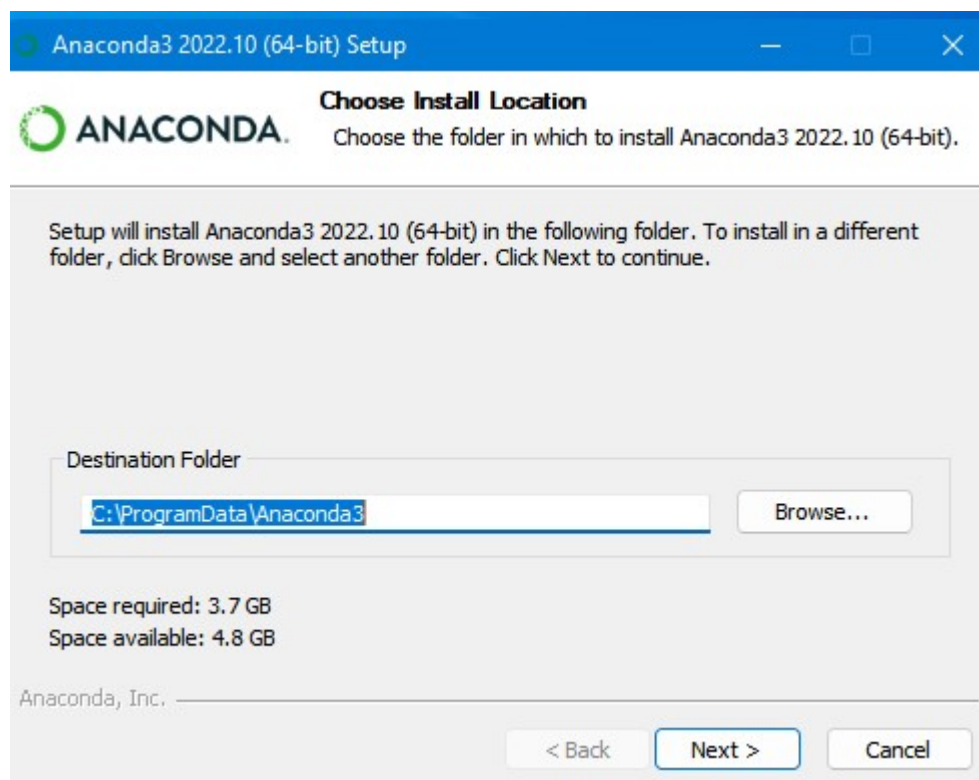 Anaconda3 2022.10 (64-bit) Setup
ANACONDA.
Choose Install Location
Choose the folder in which to install Anaconda3 2022.10 (64-bit).
Setup will install Anaconda3 2022.10 (64-bit) in the following folder. To install in a different
folder, click Browse and select another folder. Click Next to continue.
Destination Folder
C:\ProgramData\Anaconda3
Browse...
Space required: 3.7 GB
Space available: 4.8 GB
Anaconda, Inc.
< Back
Next >
Cancel